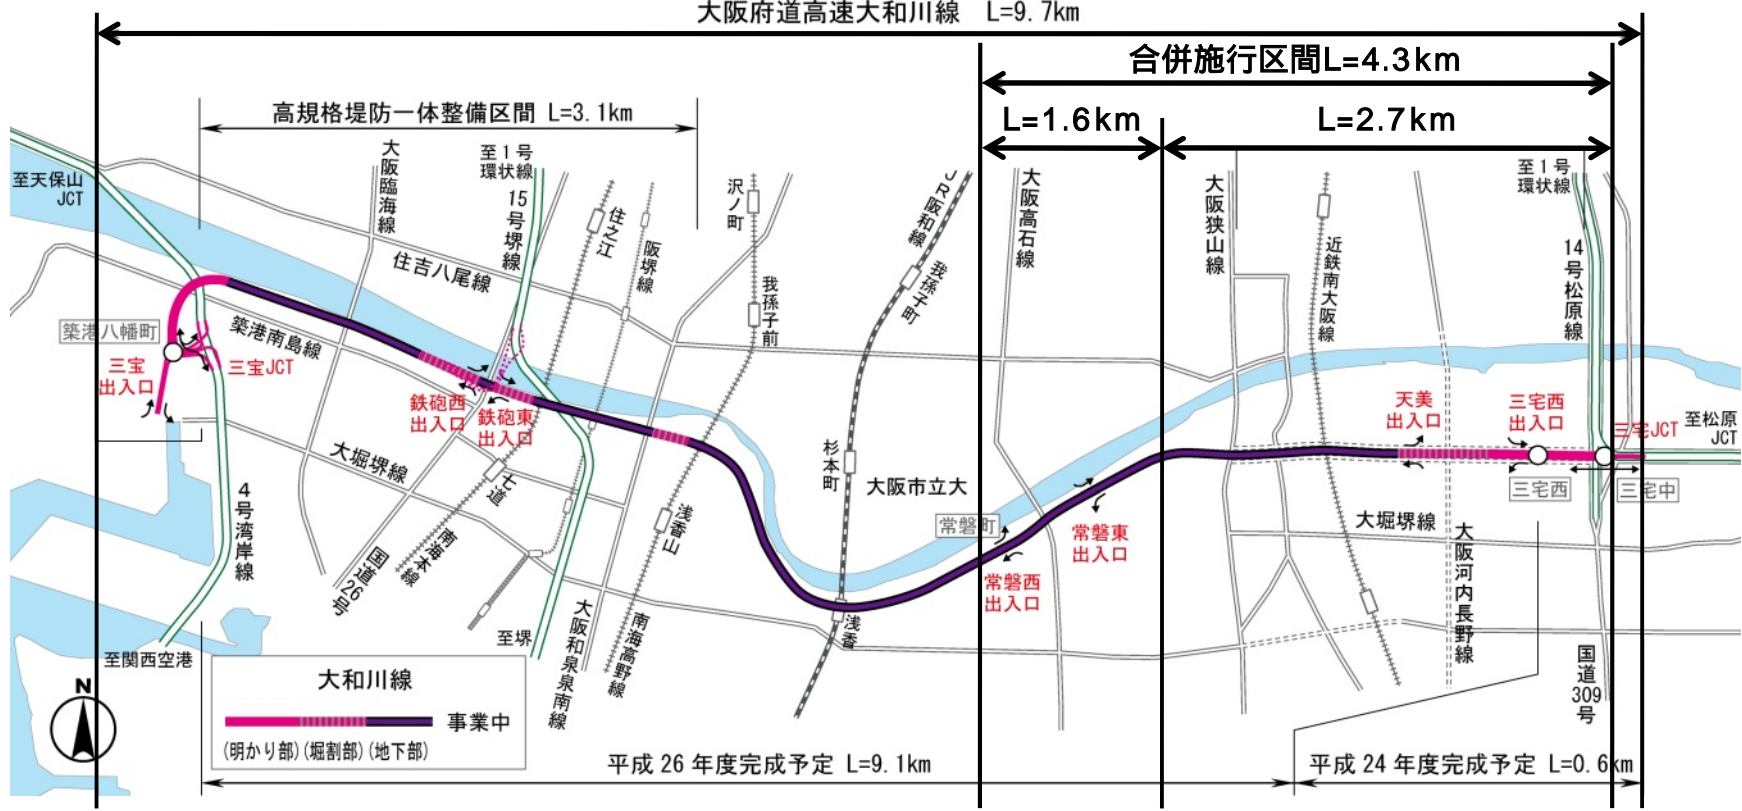 大阪府道高速大和川線 L=9.7km
合併施行区間L=4.3km
高規格堤防一体整備区間 L=3.1km
L=1.6km
L=2.7km
至天保山
JCT
大阪臨海線
至1号
環状線
15号堺線
住之江
阪堺線
沢ノ町
我孫子前
JR阪和線
我孫子町
大阪高石線
大阪狭山線
近鉄南大阪線
至1号
環状線
14号松原線
住吉八尾線
築港八幡町
築港南島線
三宝
出入口
三宝JCT
鉄砲西
出入口
鉄砲東
出入口
天美
出入口
三宅西
出入口
三宅JCT
至松原
JCT
大堀堺線
七道
杉本町
大阪市立大
常磐町
常磐東
出入口
常磐西
出入口
三宅西
三宅中
大堀堺線
4号湾岸線
国道26号
南海本線
浅香山
大阪河内長野線
至関西空港
至堺
大阪和泉泉南線
南海高野線
浅香
国道309号
N
大和川線
事業中
(明かり部)(堀割部)(地下部)
平成26年度完成予定 L=9.1km
平成24年度完成予定 L=0.6km